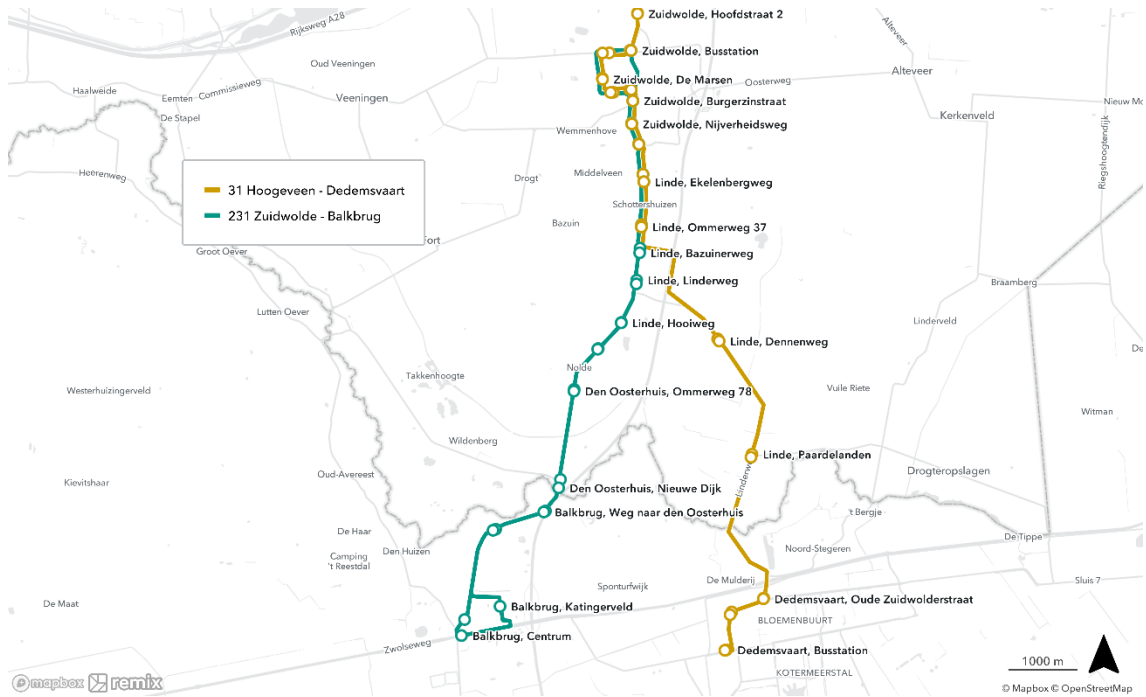 Zuidwolde, Hoofdstraat 2
Rijksweg A28
Alteveer
Zuidwolde, Busstation
Oud Veeningen
Alteveer
Zuidwolde, De Marsen
Oosterweg
Haalweide
Eemten
Commissieweg
Veeningen
Zuidwolde, Burgerzinstraat
Nieuw Mo
De Stapel
Kerkenveld
Zuidwolde, Nijverheidsweg
Wemmenhove
Riegshoogtendijk
Heerenweg
Drogt
Middelveen
Linde, Ekelenbergweg
31 Hoogeveen - Dedemsvaart
Schottershuizen
231 Zuidwolde - Balkbrug
Bazuin
Linde, Ommerweg 37
Fort
Groot Oever
Linde, Bazuinerweg
Linde, Linderweg
Braamberg
Lutten Oever
Linde, Hooiweg
Linderveld
Linde, Dennenweg
De
Nolde
Takkenhoogte
Westerhuizingerveld
Den Oosterhuis, Ommerweg 78
Vuile Riete
Witman
Wildenberg
Linde, Paardelanden
Oud-Avereest
Drogteropslagen
Kievitshaar
Linderw
Den Oosterhuis, Nieuwe Dijk
Balkbrug, Weg naar den Oosterhuis
't Bergje
De Haar
De Tippe
Den Huizen
Noord-Stegeren
Camping
't Reestdal
De Mulderij
Sluis 7
Sponturfwijk
De Maat
Balkbrug, Katingerveld
Dedemsvaart, Oude Zuidwolderstraat
BLOEMENBUURT
Balkbrug, Centrum
Zwolseweg
Dedemsvaart, Busstation
1000 m
KOTERMEERSTAL
mapbox remix
© Mapbox © OpenStreetMap